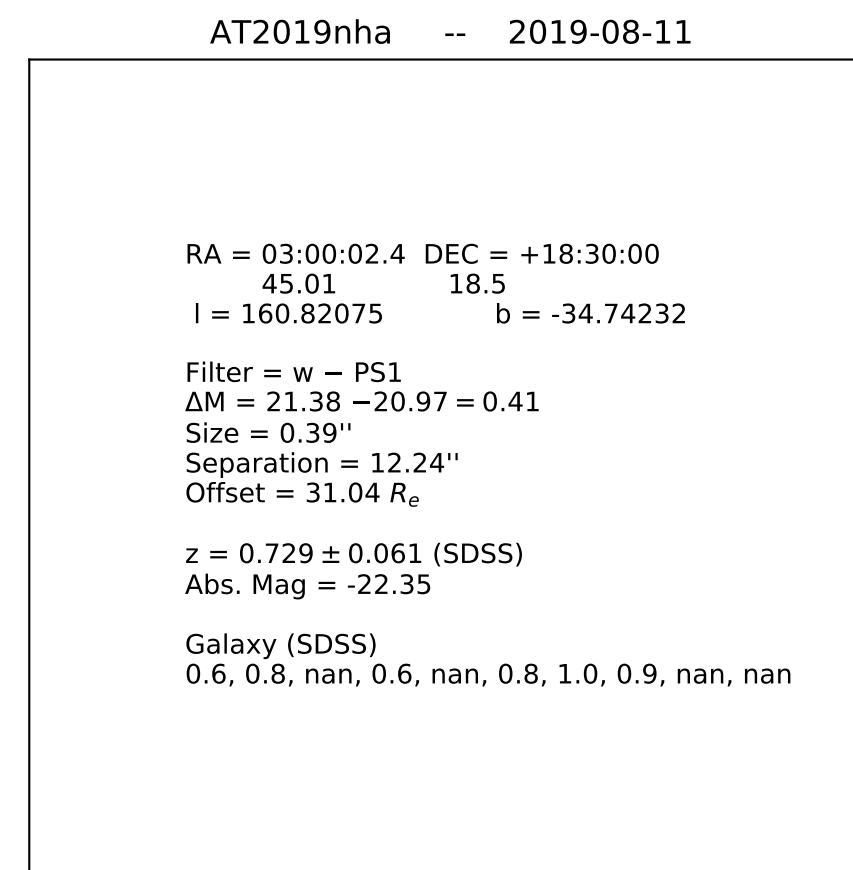 AT2019nha -- 2019-08-11
RA = 03:00:02.4 DEC = +18:30:00
45.01 18.5
l = 160.82075 b = -34.74232
Filter = w − PS1
ΔM = 21.38 −20.97 = 0.41
Size = 0.39''
Separation = 12.24''
Offset = 31.04 Re
z = 0.729 ± 0.061 (SDSS)
Abs. Mag = -22.35
Galaxy (SDSS)
0.6, 0.8, nan, 0.6, nan, 0.8, 1.0, 0.9, nan, nan